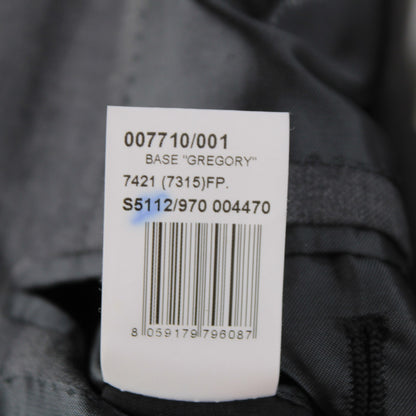 007710/001
BASE "GREGORY"
7421 (7315)FP.
S5112/970 004470
8 059179 796087